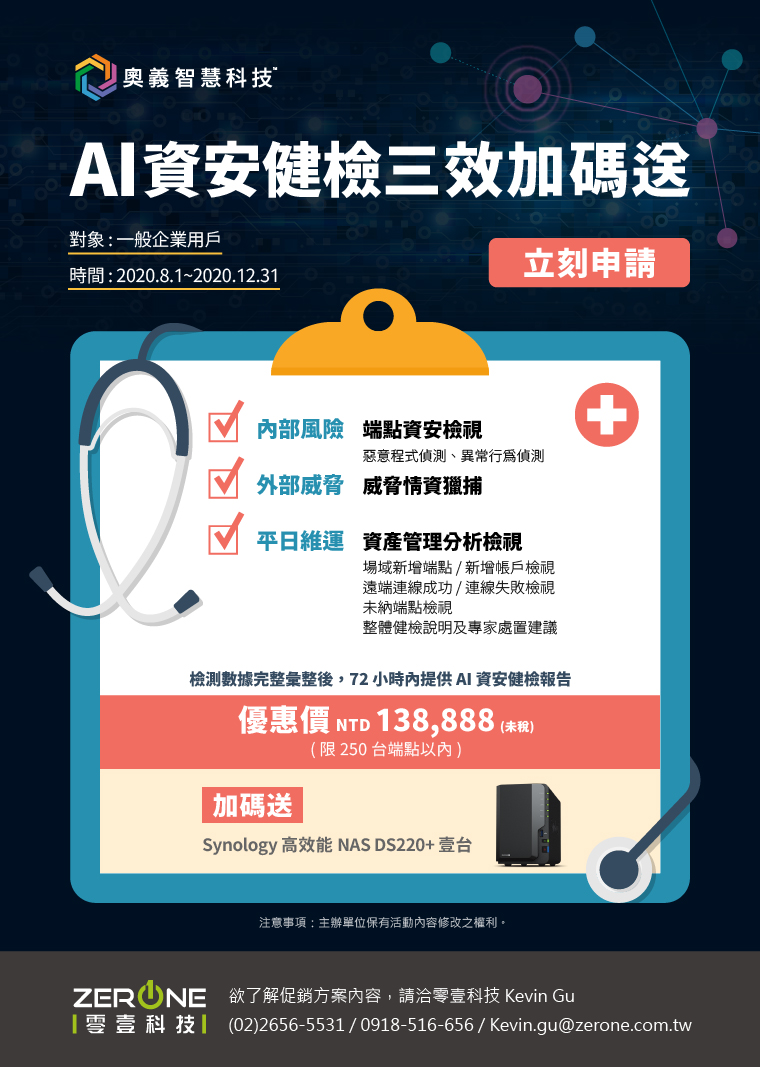 奧義智慧科技™
AI資安健檢三效加碼送
對象 : 一般企業用戶
時間 : 2020.8.1~2020.12.31
立刻申請
內部風險 端點資安檢視
惡意程式偵測、異常行為偵測
外部威脅 威脅情資獵捕
平日維運 資產管理分析檢視
場域新增端點 / 新增帳戶檢視
遠端連線成功 / 連線失敗檢視
未納端點檢視
整體健檢說明及專家處置建議
檢測數據完整彙整後，72 小時內提供 AI 資安健檢報告
優惠價 NTD 138,888 (未稅)
( 限 250 台端點以內 )
加碼送
Synology 高效能 NAS DS220+ 壹台
注意事項：主辦單位保有活動內容修改之權利。
ZERONE
零壹科技
欲了解促銷方案內容，請洽零壹科技 Kevin Gu
(02)2656-5531 / 0918-516-656 / Kevin.gu@zerone.com.tw